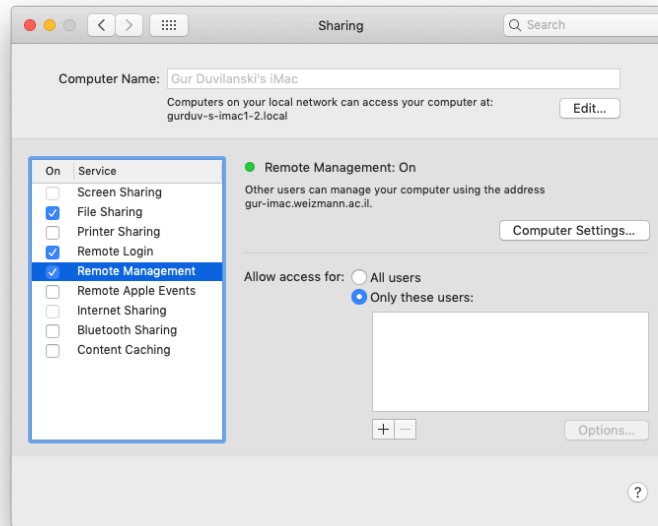 Sharing
Search
Computer Name:
Gur Duvilanski's iMac
Computers on your local network can access your computer at:
gurduv-s-imac1-2.local
Edit...
On Service
Screen Sharing
File Sharing
Printer Sharing
Remote Login
Remote Management
Remote Apple Events
Internet Sharing
Bluetooth Sharing
Content Caching
Remote Management: On
Other users can manage your computer using the address
gur-imac.weizmann.ac.il.
Computer Settings...
Allow access for:
All users
Only these users:
+ −
Options...
?